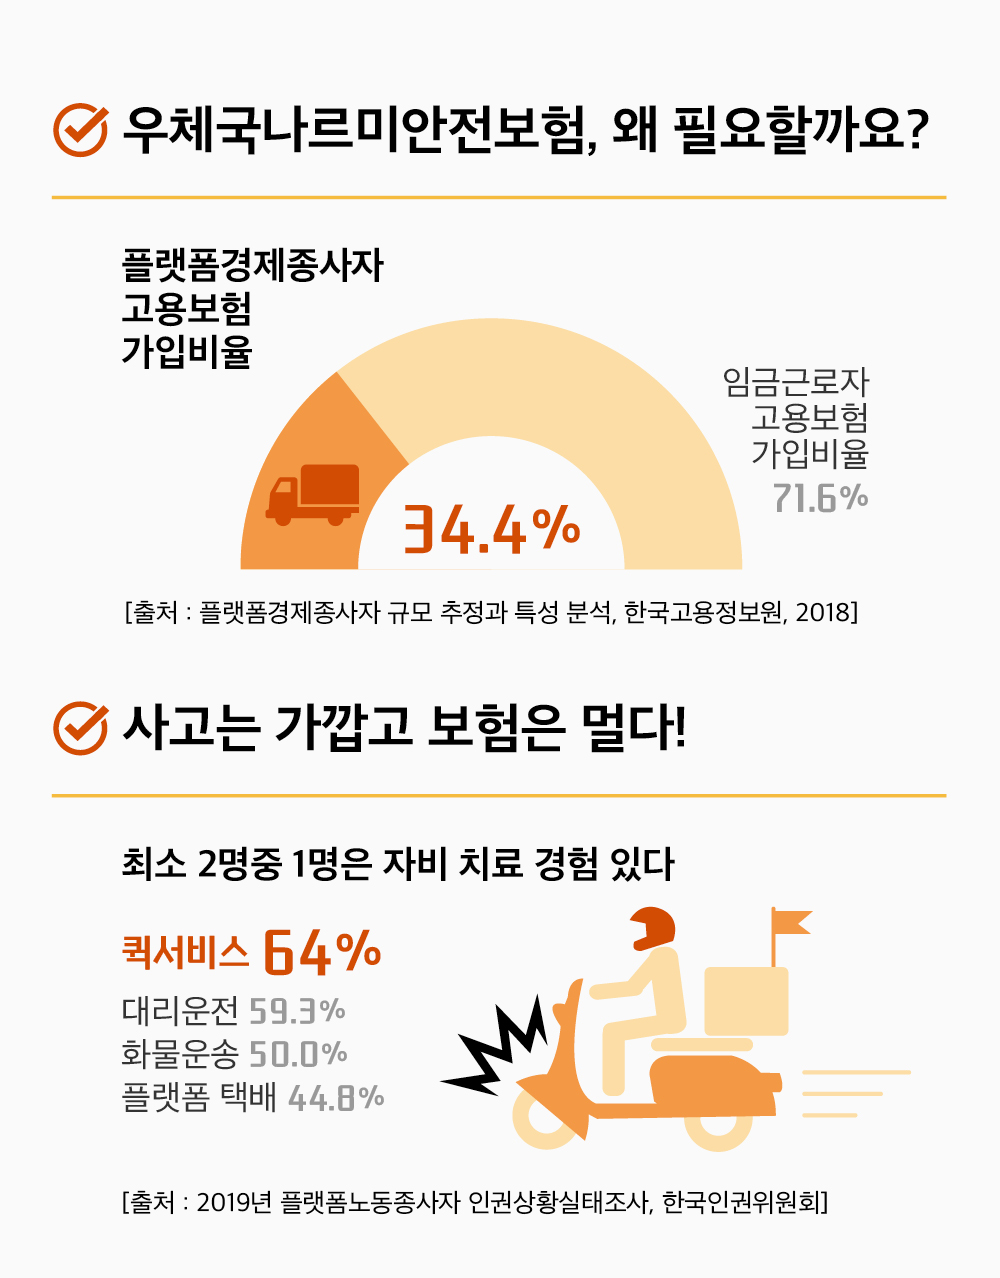 우체국나르미안전보험, 왜 필요할까요?
플랫폼경제종사자
고용보험
가입비율
임금근로자
고용보험
가입비율
71.6%
34.4%
[출처 : 플랫폼경제종사자 규모 추정과 특성 분석, 한국고용정보원, 2018]
사고는 가깝고 보험은 멀다!
최소 2명중 1명은 자비 치료 경험 있다
퀵서비스 64%
대리운전 59.3%
화물운송 50.0%
플랫폼 택배 44.8%
[출처 : 2019년 플랫폼노동종사자 인권상황실태조사, 한국인권위원회]